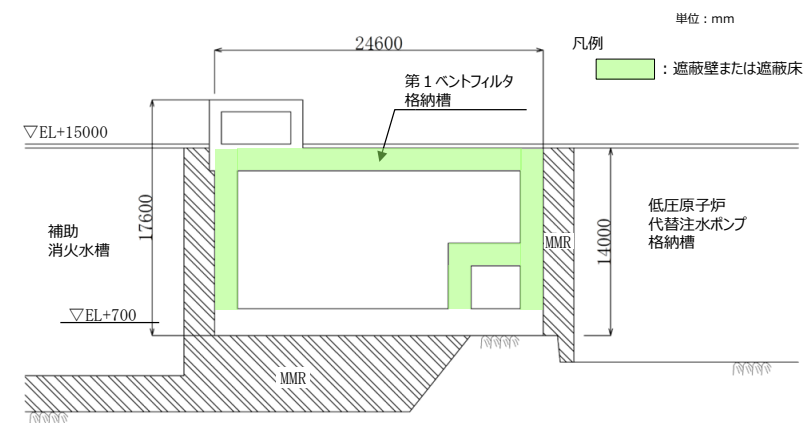 単位：mm
24600
凡例
：遮蔽壁または遮蔽床
第１ベントフィルタ
格納槽
▽EL+15000
17600
補助
消火水槽
MMR
14000
低圧原子炉
代替注水ポンプ
格納槽
▽EL+700
MMR